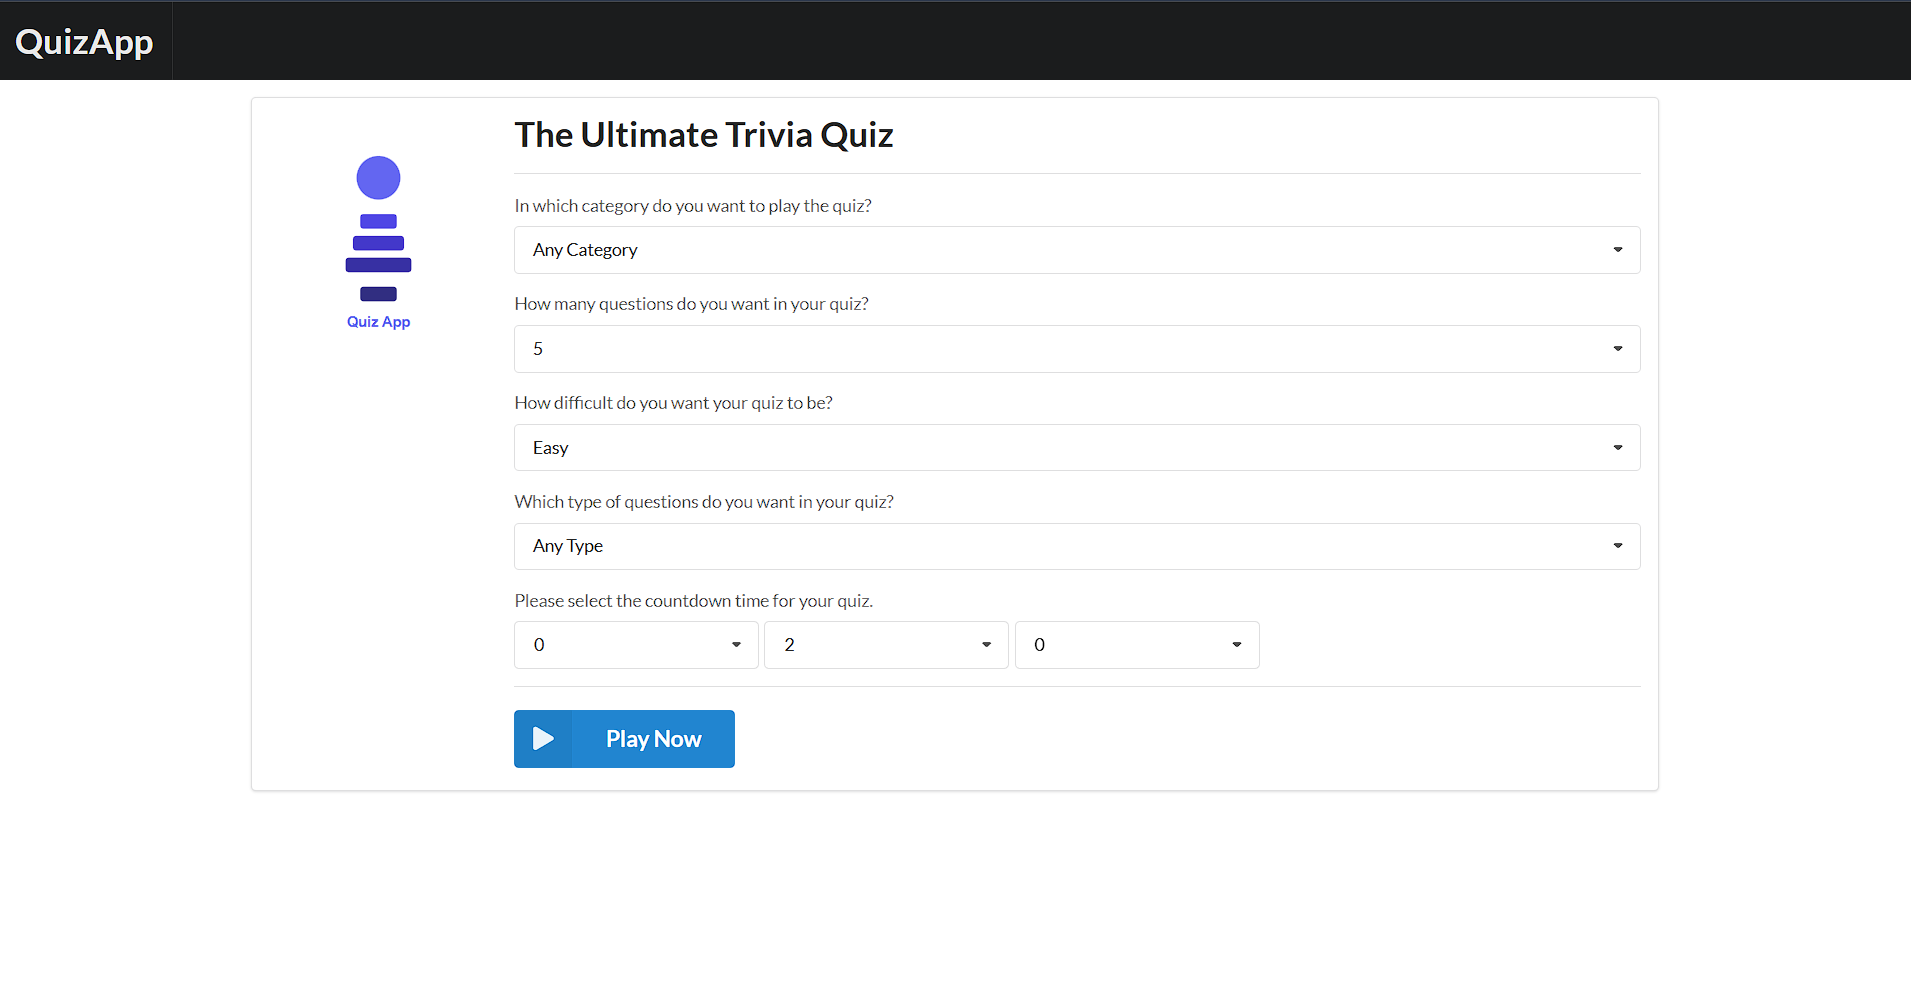 QuizApp
The Ultimate Trivia Quiz
In which category do you want to play the quiz?
Any Category
How many questions do you want in your quiz?
5
How difficult do you want your quiz to be?
Easy
Which type of questions do you want in your quiz?
Any Type
Please select the countdown time for your quiz.
0 2 0
Play Now
Quiz App